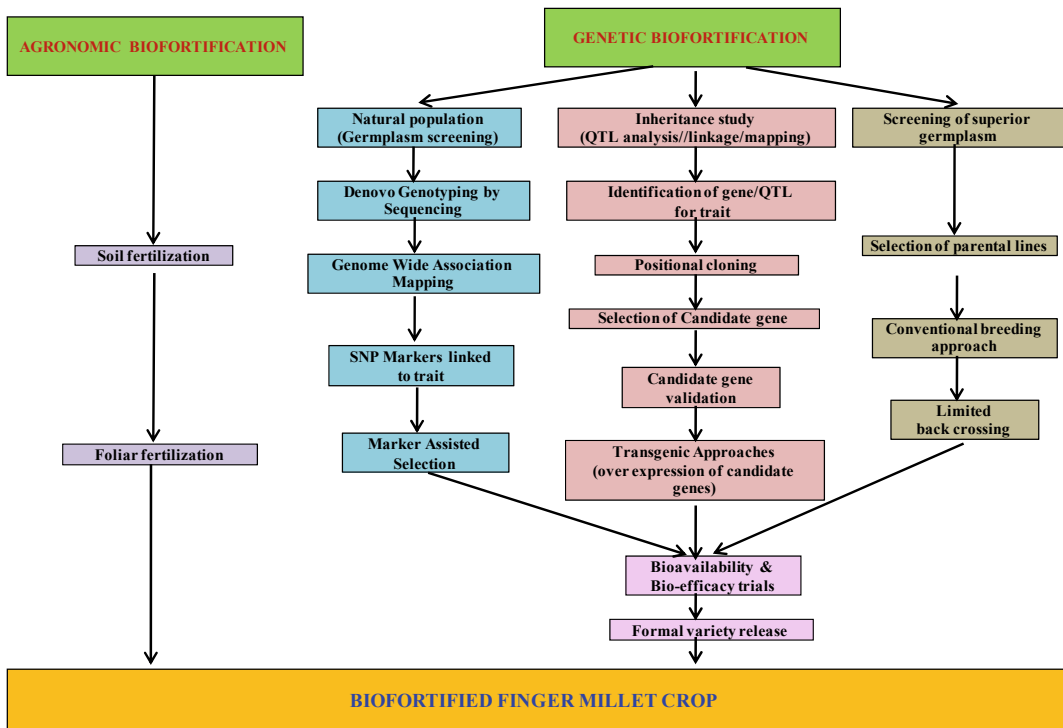 AGRONOMIC BIOFORTIFICATION
GENETIC BIOFORTIFICATION
Natural population
(Germplasm screening)
Denovo Genotyping by
Sequencing
Genome Wide Association
Mapping
SNP Markers linked
to trait
Marker Assisted
Selection
Inheritance study
(QTL analysis//linkage/mapping)
Identification of gene/QTL
for trait
Positional cloning
Selection of Candidate gene
Candidate gene
validation
Transgenic Approaches
(over expression of candidate
genes)
Screening of superior
germplasm
Selection of parental lines
Conventional breeding
approach
Limited
back crossing
Soil fertilization
Foliar fertilization
Bioavailability &
Bio-efficacy trials
Formal variety release
BIOFORTIFIED FINGER MILLET CROP